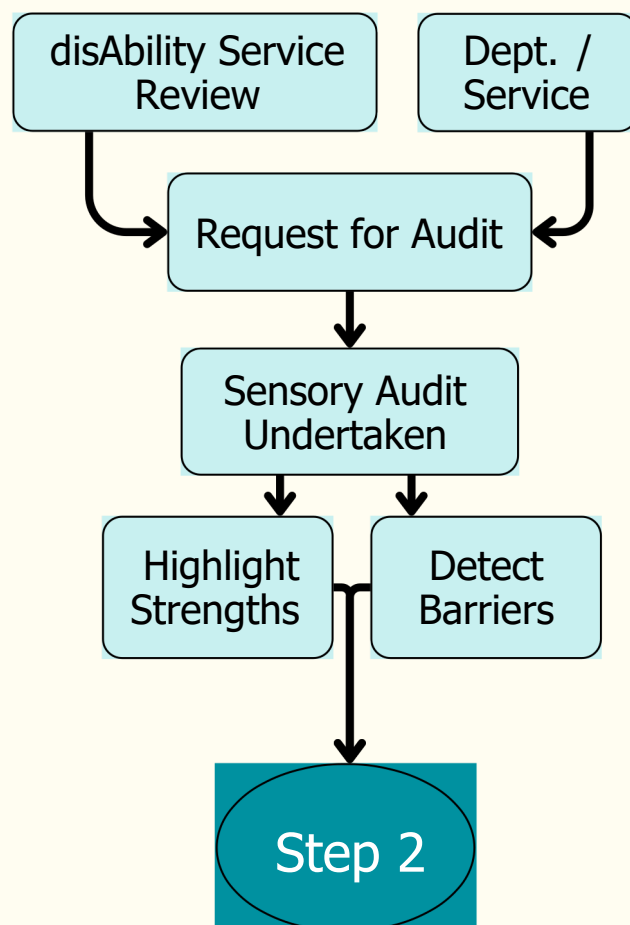 disAbility Service
Review
Dept. /
Service
Request for Audit
Sensory Audit
Undertaken
Highlight
Strengths
Detect
Barriers
Step 2